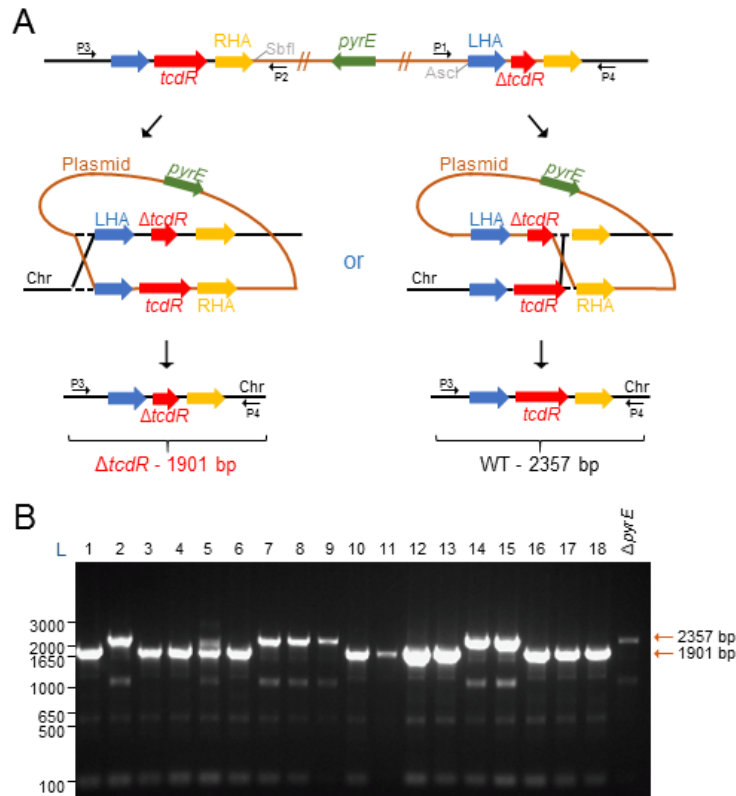 A
P3
tcdR
RHA
SbfI
P2
pyrE
P1
AscI
LHA
ΔtcdR
P4
Plasmid
pyrE
LHA
ΔtcdR
Chr
tcdR
RHA
or
Plasmid
pyrE
LHA
ΔtcdR
Chr
tcdR
RHA
P3
ΔtcdR
Chr
P4
ΔtcdR - 1901 bp
P3
tcdR
Chr
P4
WT - 2357 bp
B
L 1 2 3 4 5 6 7 8 9 10 11 12 13 14 15 16 17 18 ΔpyrE
3000
2000
1650
1000
650
500
100
2357 bp
1901 bp